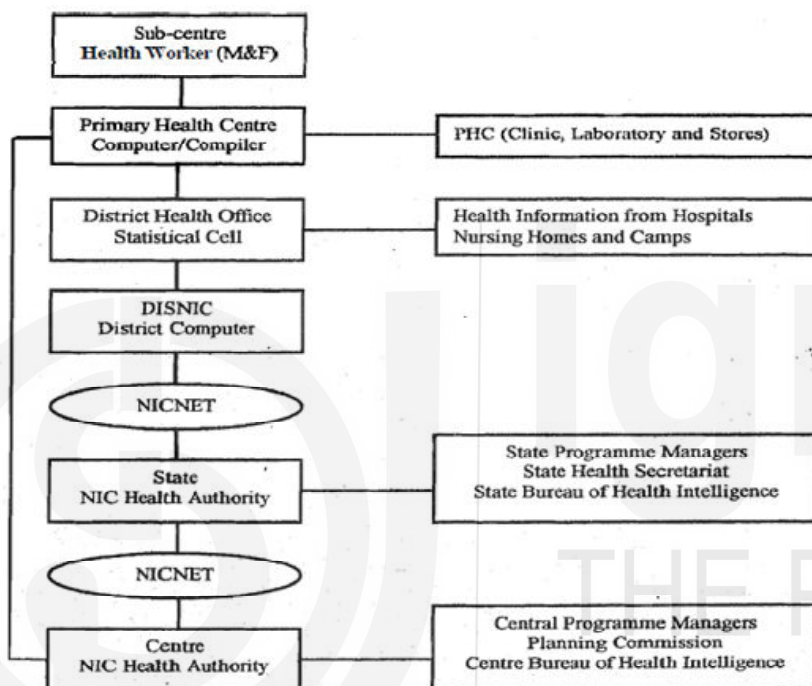 Sub-centre
Health Worker (M&F)
Primary Health Centre
Computer/Compiler
PHC (Clinic, Laboratory and Stores)
District Health Office
Statistical Cell
Health Information from Hospitals
Nursing Homes and Camps
DISNIC
District Computer
NICNET
State
NIC Health Authority
State Programme Managers
State Health Secretariat
State Bureau of Health Intelligence
NICNET
Centre
NIC Health Authority
Central Programme Managers
Planning Commission
Centre Bureau of Health Intelligence
ig
THE P